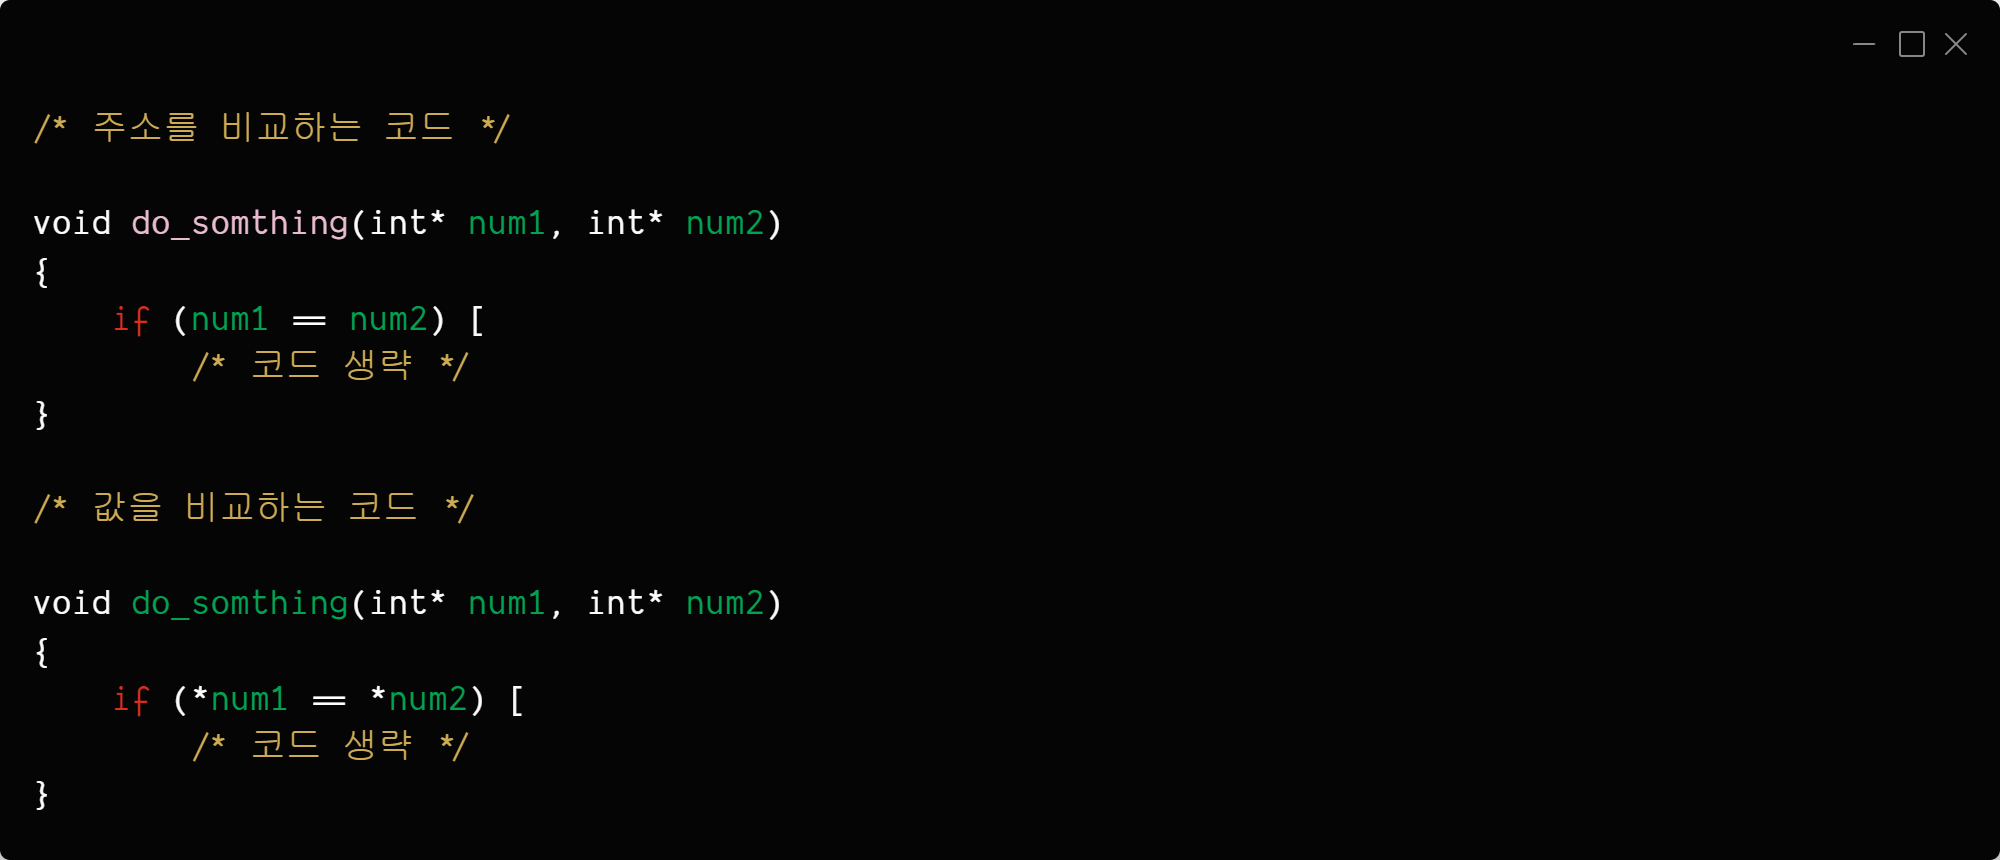 /* 주소를 비교하는 코드 */
void do_somthing(int* num1, int* num2)
{
if (num1 == num2) [
/* 코드 생략 */
}
/* 값을 비교하는 코드 */
void do_somthing(int* num1, int* num2)
{
if (*num1 == *num2) [
/* 코드 생략 */
}